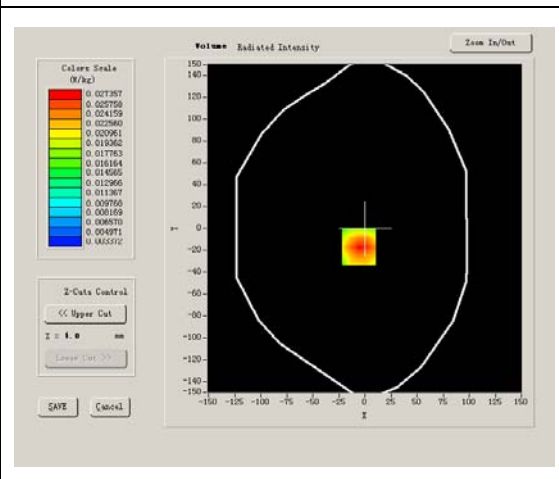 Volume Radiated Intensity
Zoom In/Out
Colors Scale
(W/kg)
0.027357
0.025758
0.024159
0.022560
0.020961
0.019362
0.017763
0.016164
0.014565
0.012966
0.011367
0.009768
0.008169
0.006570
0.004971
0.003372
Z-Cuts Control
<< Upper Cut
Z = 4.0 mm
Lower Cut >>
SAVE Cancel
150
140
120
100
80
60
40
20
0
-20
-40
-60
-80
-100
-120
-140
-150
Y
-150 -125 -100 -75 -50 -25 0 25 50 75 100 125 150
X